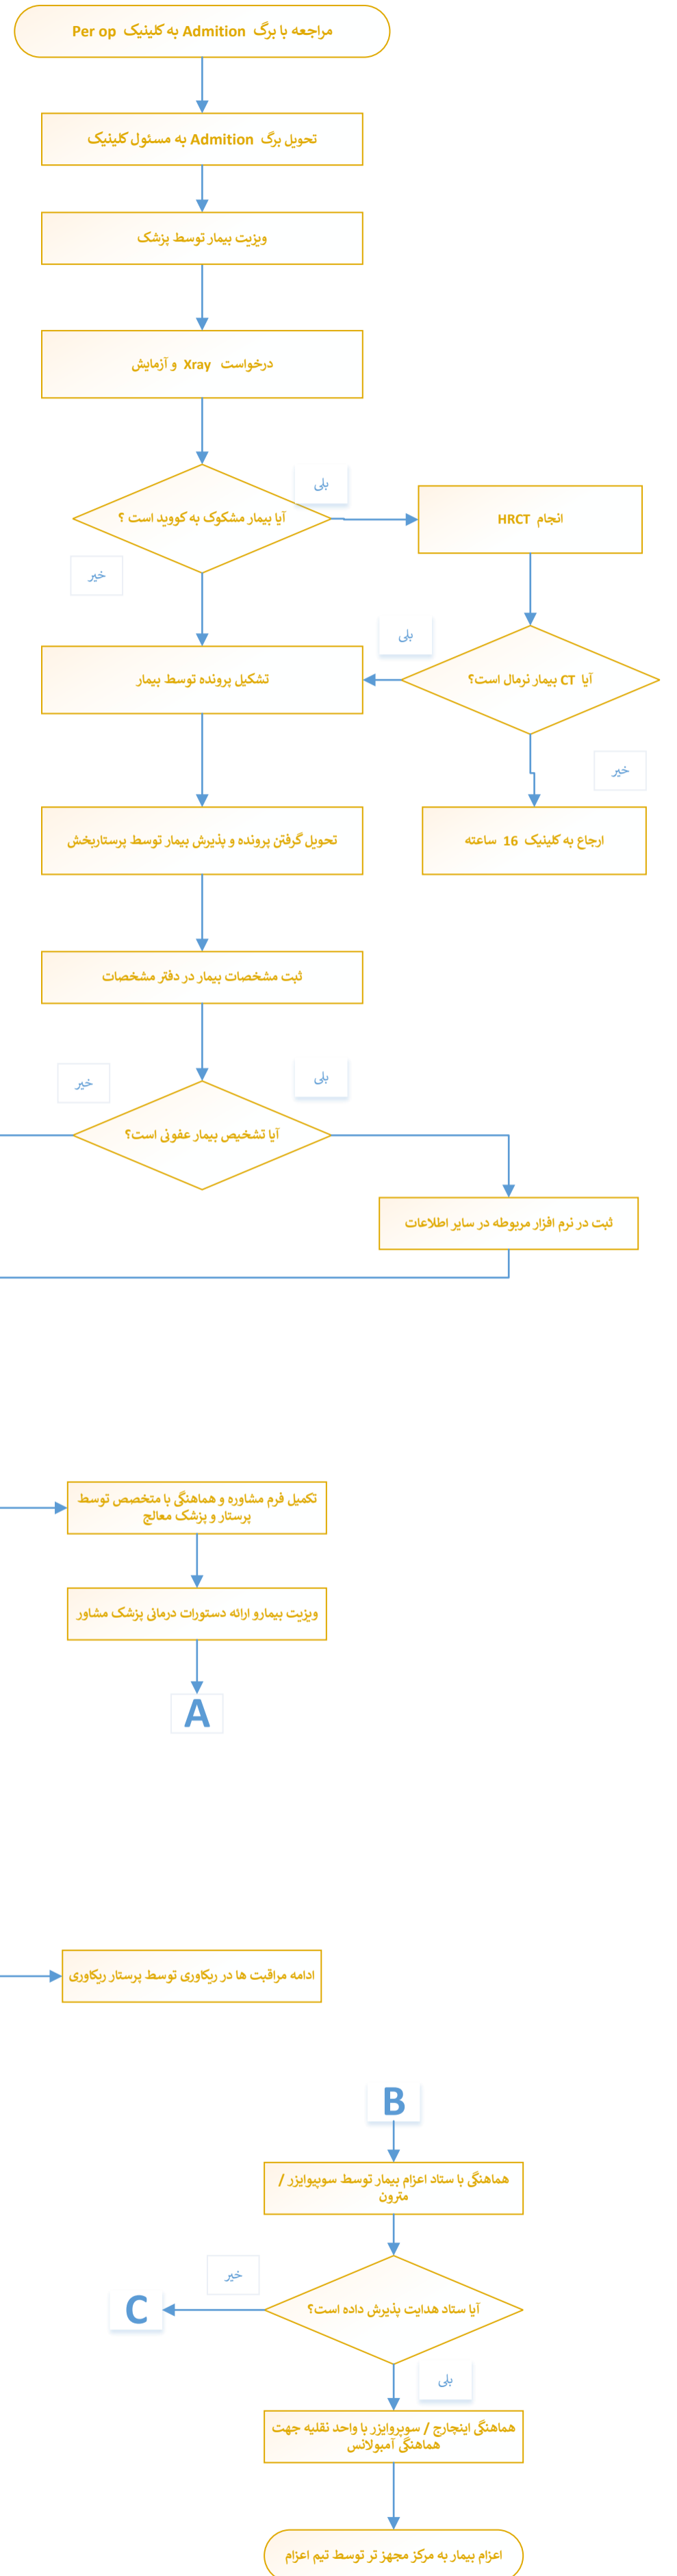 مراجعه با برگ Admition به کلینیک Per op
تحویل برگ Admition به مسئول کلینیک
ویزیت بیمار توسط پزشک
درخواست Xray و آزمایش
بلی
آیا بیمار مشکوک به کووید است ؟
انجام HRCT
خیر
بلی
تشکیل پرونده توسط بیمار
آیا CT بیمار نرمال است؟
خیر
تحویل گرفتن پرونده و پذیرش بیمار توسط پرستاربخش
ارجاع به کلینیک 16 ساعته
ثبت مشخصات بیمار در دفتر مشخصات
خیر
بلی
آیا تشخیص بیمار عفونی است؟
ثبت در نرم افزار مربوطه در سایر اطلاعات
تکمیل فرم مشاوره و هماهنگی با متخصص توسط
پرستار و پزشک معالج
ویزیت بیمارو ارائه دستورات درمانی پزشک مشاور
A
ادامه مراقبت ها در ریکاوری توسط پرستار ریکاوری
B
هماهنگی با ستاد اعزام بیمار توسط سوپیوایزر /
مترون
خیر
آیا ستاد هدایت پذیرش داده است؟
C
بلی
هماهنگی اینچارج / سوپروایزر با واحد نقلیه جهت
هماهنگی آمبولانس
اعزام بیمار به مرکز مجهز تر توسط تیم اعزام